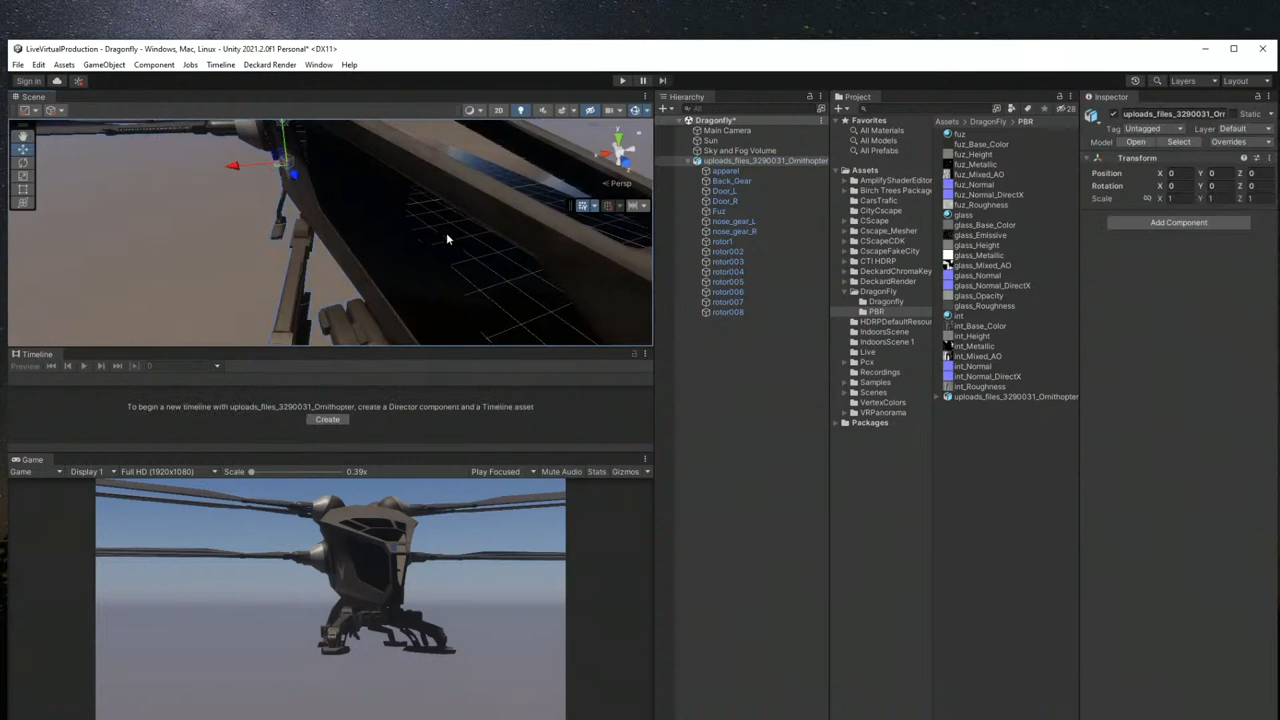 LiveVirtualProduction - Dragonfly - Windows, Mac, Linux - Unity 2021.2.0f1 Personal* <DX11>
File Edit Assets GameObject Component Jobs Timeline Deckard Render Window Help
Sign in
Layers
Layout
Scene
2D
Persp
y
x
z
Timeline
Preview
0
To begin a new timeline with uploads_files_3290031_Ornithopter, create a Director component and a Timeline asset
Create
Game
Game Display 1 Full HD (1920x1080) Scale 0.39x Play Focused Mute Audio Stats Gizmos
Hierarchy
All
Dragonfly*
Main Camera
Sun
Sky and Fog Volume
uploads_files_3290031_Ornithopter
apparel
Back_Gear
Door_L
Door_R
Fuz
nose_gear_L
nose_gear_R
rotor1
rotor002
rotor003
rotor004
rotor005
rotor006
rotor007
rotor008
Project
28
Favorites
All Materials
All Models
All Prefabs
Assets
AmplifyShaderEditor
Birch Trees Package
CarsTrafic
CityCscape
CScape
Cscape_Mesher
CScapeCDK
CscapeFakeCity
CTI HDRP
DeckardChromaKey
DeckardRender
DragonFly
Dragonfly
PBR
HDRPDefaultResour
IndoorsScene
IndoorsScene 1
Live
Pcx
Recordings
Samples
Scenes
VertexColors
VRPanorama
Packages
Assets DragonFly PBR
fuz
fuz_Base_Color
fuz_Height
fuz_Metallic
fuz_Mixed_AO
fuz_Normal
fuz_Normal_DirectX
fuz_Roughness
glass
glass_Base_Color
glass_Emissive
glass_Height
glass_Metallic
glass_Mixed_AO
glass_Normal
glass_Normal_DirectX
glass_Opacity
glass_Roughness
int
int_Base_Color
int_Height
int_Metallic
int_Mixed_AO
int_Normal
int_Normal_DirectX
int_Roughness
uploads_files_3290031_Ornithopter
Inspector
uploads_files_3290031_Orr
Static
Tag Untagged Layer Default
Model Open Select Overrides
Transform
Position X 0 Y 0 Z 0
Rotation X 0 Y 0 Z 0
Scale X 1 Y 1 Z 1
Add Component